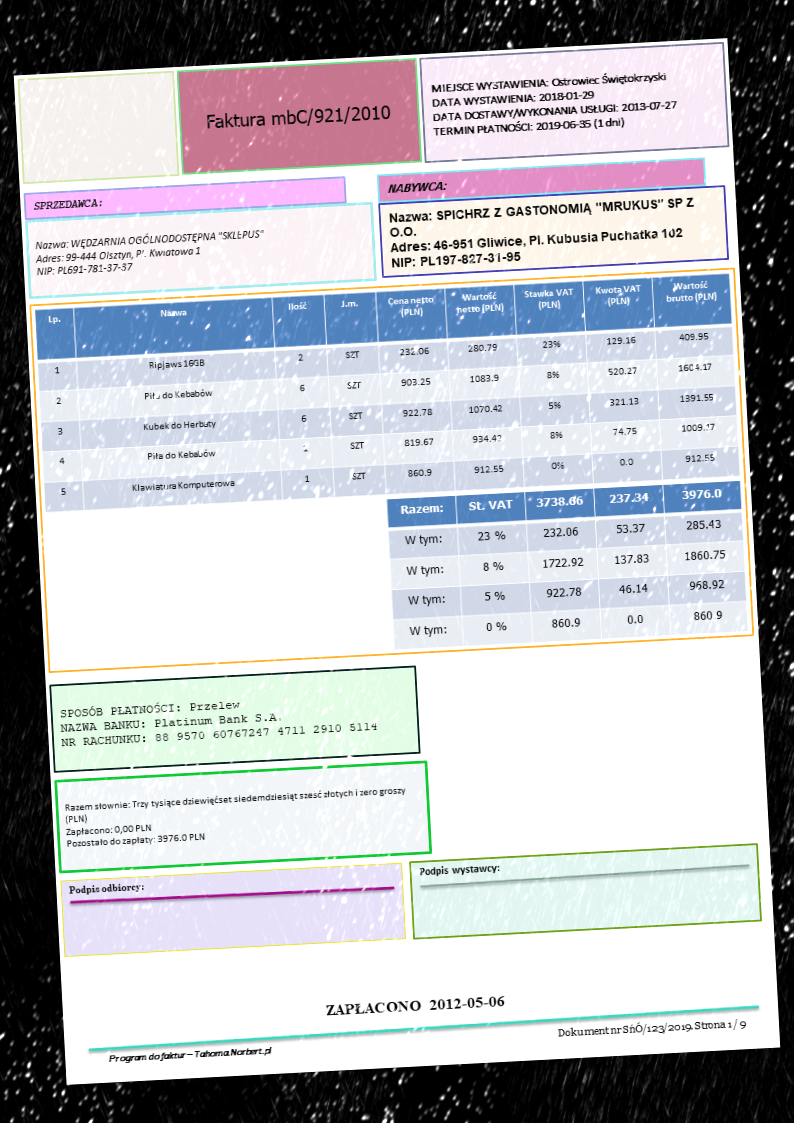 Faktura mbC/921/2010
MIEJSCE WYSTAWIENIA: Ostrowiec Świętokrzyski
DATA WYSTAWIENIA: 2018-01-29
DATA DOSTAWY/WYKONANIA USŁUGI: 2013-07-27
TERMIN PŁATNOŚCI: 2019-06-35 (1 dni)
SPRZEDAWCA:
Nazwa: WĘDZARNIA OGÓLNODOSTĘPNA "SKLEPUS"
Adres: 99-444 Olsztyn, Pl. Kwiatowa 1
NIP: PL691-781-37-37
NABYWCA:
Nazwa: SPICHRZ Z GASTONOMIĄ "MRUKUS" SP Z
O.O.
Adres: 46-951 Gliwice, Pl. Kubusia Puchatka 102
NIP: PL197-827-31-95
Lp. Nazwa Ilość J.m. Cena netto (PLN) Wartość netto (PLN) Stawka VAT (PLN) Kwota VAT (PLN) Wartość brutto (PLN)
1 Ripjaws 16GB 2 SZT 232.06 280.79 23% 129.16 409.95
2 Piła do Kebabów 6 SZT 903.25 1083.9 8% 520.27 1604.17
3 Kubek do Herbaty 6 SZT 922.78 1070.42 5% 321.13 1391.55
4 Piła do Kebabów SZT 819.67 934.42 8% 74.75 1009.17
5 Klawiatura Komputerowa 1 SZT 860.9 912.55 0% 0.0 912.55
Razem: St. VAT 3738.66 237.34 3976.0
W tym: 23 % 232.06 53.37 285.43
W tym: 8 % 1722.92 137.83 1860.75
W tym: 5 % 922.78 46.14 968.92
W tym: 0 % 860.9 0.0 860.9
SPOSÓB PŁATNOŚCI: Przelew
NAZWA BANKU: Platinum Bank S.A.
NR RACHUNKU: 88 9570 60767247 4711 2910 5114
Razem słownie: Trzy tysiące dziewięćset siedemdziesiąt sześć złotych i zero groszy
(PLN)
Zapłacono: 0,00 PLN
Pozostało do zapłaty: 3976.0 PLN
Podpis odbiorcy:
Podpis wystawcy:
ZAPŁACONO 2012-05-06
Dokument nr SńÓ/123/2019. Strona 1 / 9
Program do faktur – Tahoma.Norbert.pl